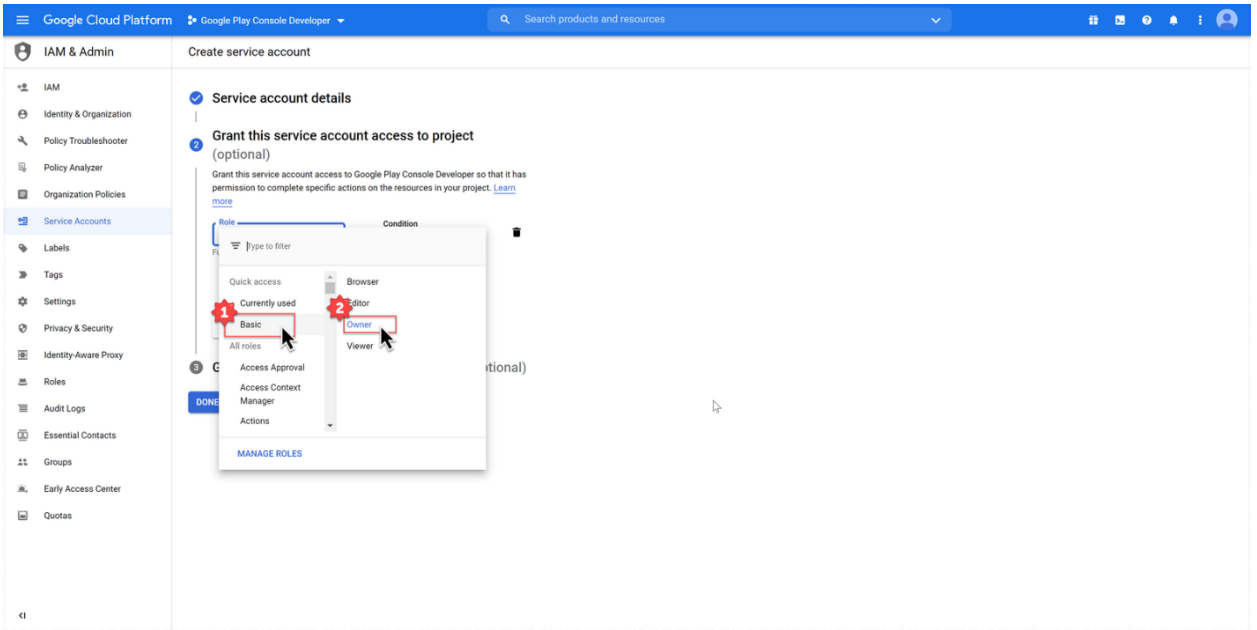 Google Cloud Platform
Google Play Console Developer
Search products and resources
IAM & Admin
Create service account
IAM
Identity & Organization
Policy Troubleshooter
Policy Analyzer
Organization Policies
Service Accounts
Labels
Tags
Settings
Privacy & Security
Identity-Aware Proxy
Roles
Audit Logs
Essential Contacts
Groups
Early Access Center
Quotas
Service account details
2
Grant this service account access to project
(optional)
Grant this service account access to Google Play Console Developer so that it has
permission to complete specific actions on the resources in your project. Learn
more
Role
Condition
Fu
Type to filter
Quick access
Currently used
1
Basic
All roles
Access Approval
Access Context
Manager
Actions
Browser
2
Editor
Owner
Viewer
MANAGE ROLES
3
G
tional)
DONE